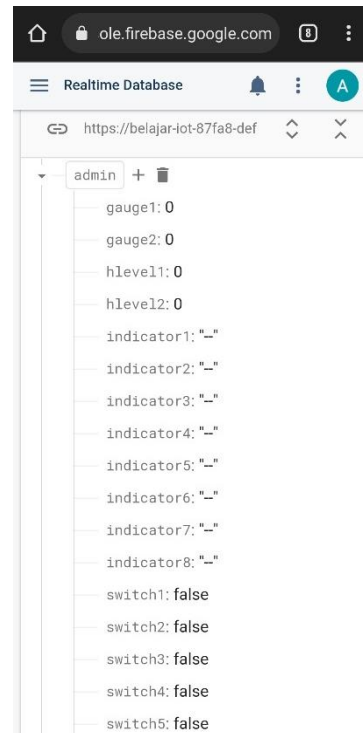 ole.firebase.google.com
8
Realtime Database
A
https://belajar-iot-87fa8-def
admin
gauge1: 0
gauge2: 0
hlevel1: 0
hlevel2: 0
indicator1: "--"
indicator2: "--"
indicator3: "--"
indicator4: "--"
indicator5: "--"
indicator6: "--"
indicator7: "--"
indicator8: "--"
switch1: false
switch2: false
switch3: false
switch4: false
switch5: false